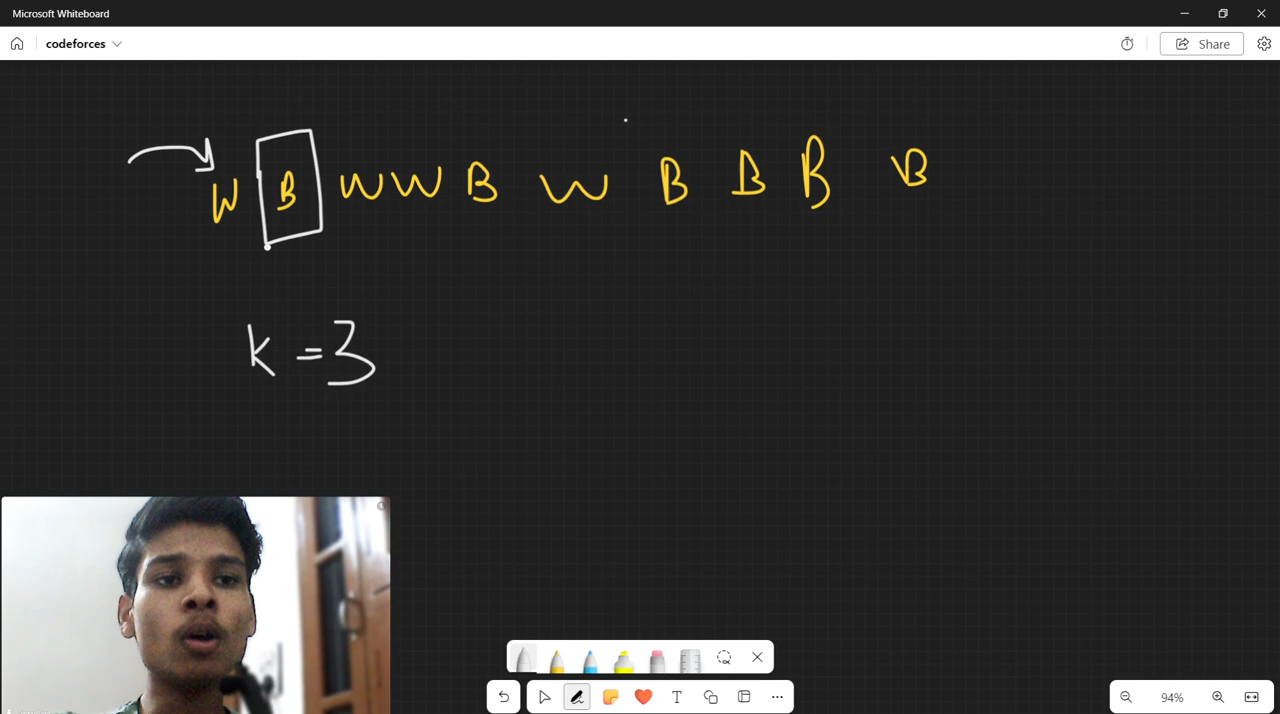 Microsoft Whiteboard
codeforces
Share
W B W W B W B B B B
k = 3
94%